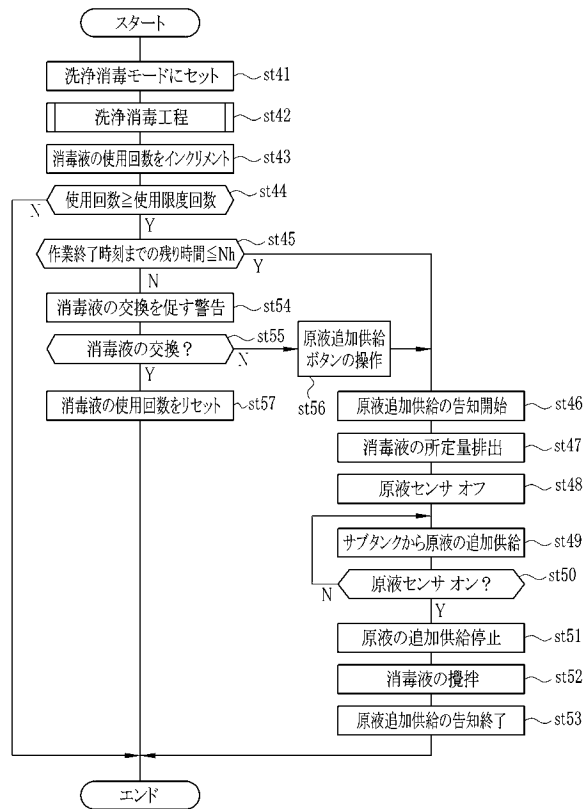 スタート
洗浄消毒モードにセット
st41
洗浄消毒工程
st42
消毒液の使用回数をインクリメント
st43
使用回数≧使用限度回数
st44
N
Y
作業終了時刻までの残り時間≦Nh
st45
Y
N
消毒液の交換を促す警告
st54
消毒液の交換?
st55
N
Y
原液追加供給
ボタンの操作
st56
消毒液の使用回数をリセット
st57
原液追加供給の告知開始
st46
消毒液の所定量排出
st47
原液センサ オフ
st48
サブタンクから原液の追加供給
st49
原液センサ オン?
st50
N
Y
原液の追加供給停止
st51
消毒液の攪拌
st52
原液追加供給の告知終了
st53
エンド